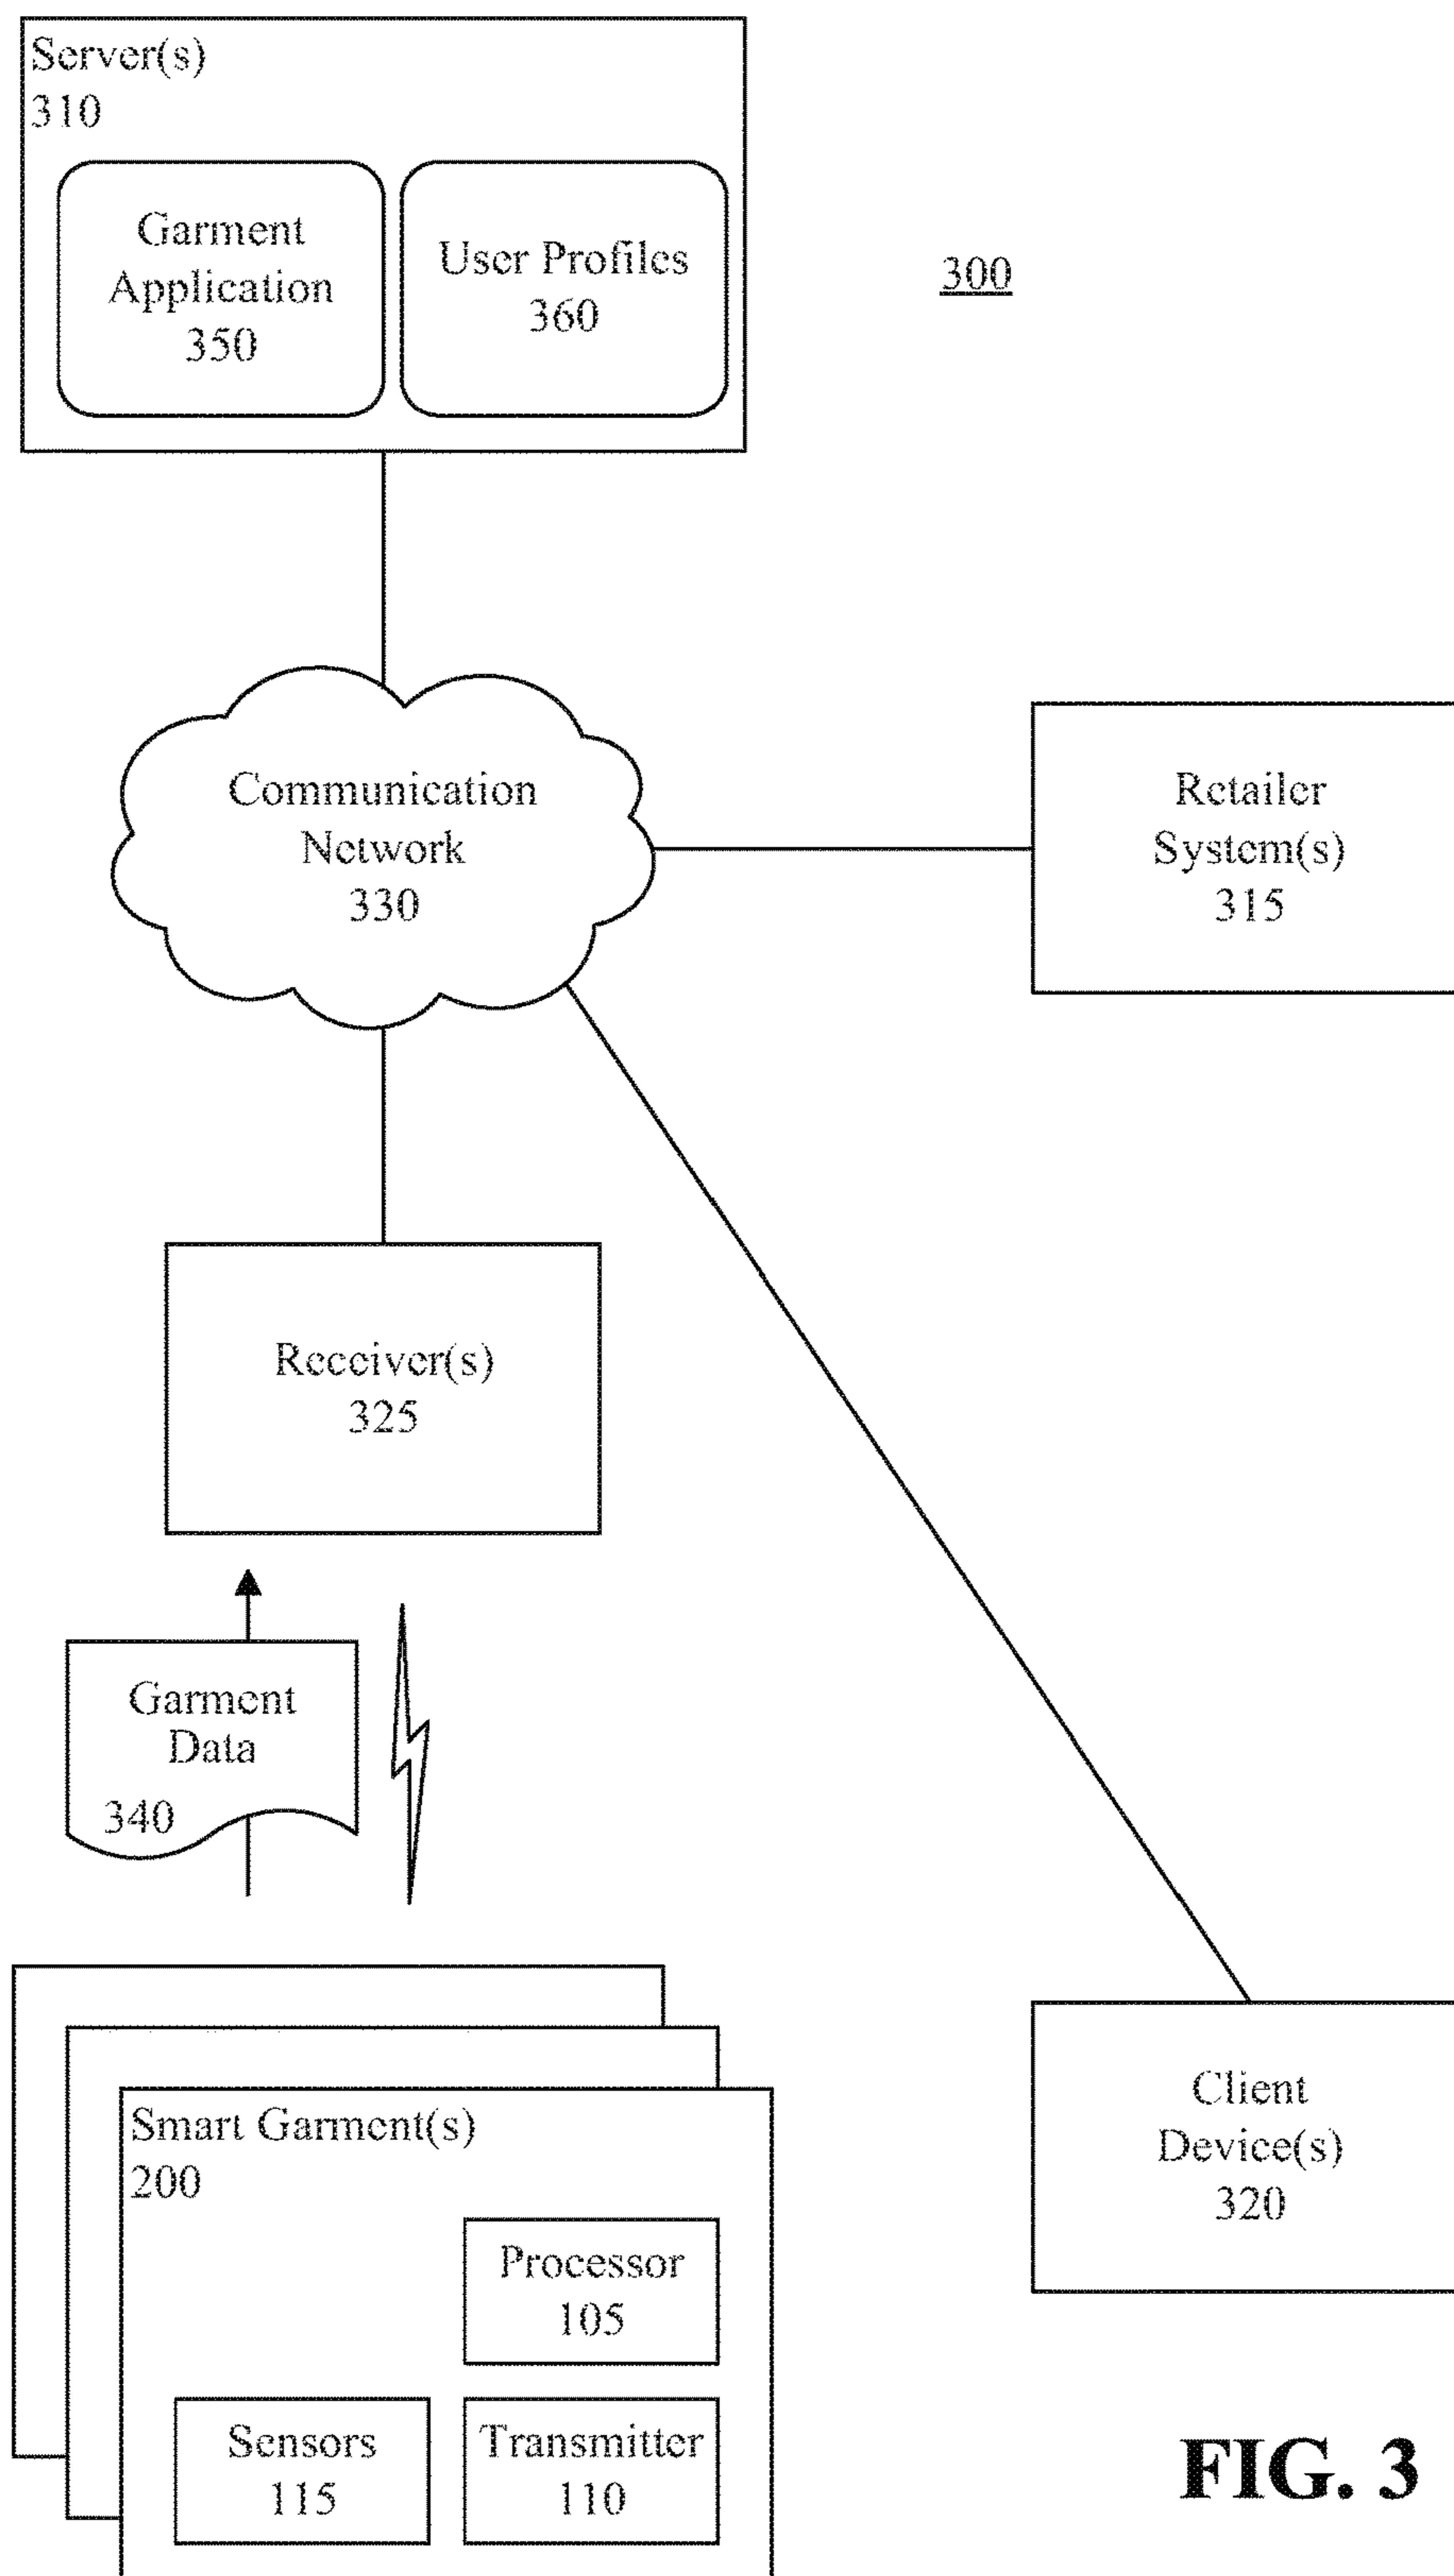 Server(s)
310
Garment
Application
350
User Profiles
360
300
Communication
Network
330
Retailer
System(s)
315
Receiver(s)
325
Garment
Data
340
Smart Garment(s)
200
Processor
105
Sensors
115
Transmitter
110
Client
Device(s)
320
FIG. 3